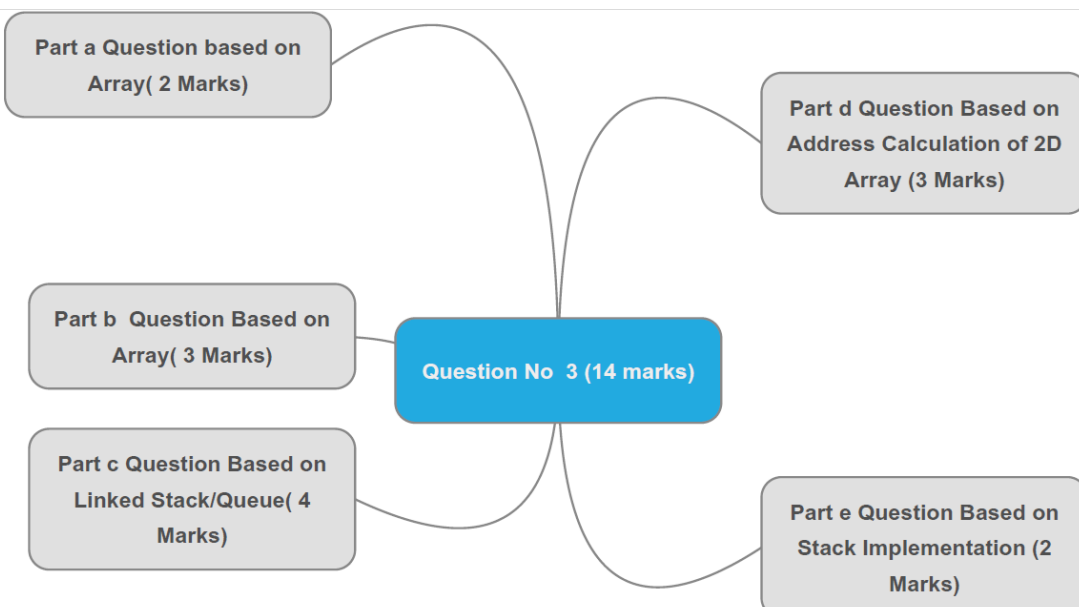 Part a Question based on
Array( 2 Marks)
Part d Question Based on
Address Calculation of 2D
Array (3 Marks)
Part b  Question Based on
Array( 3 Marks)
Question No  3 (14 marks)
Part c Question Based on
Linked Stack/Queue( 4
Marks)
Part e Question Based on
Stack Implementation (2
Marks)